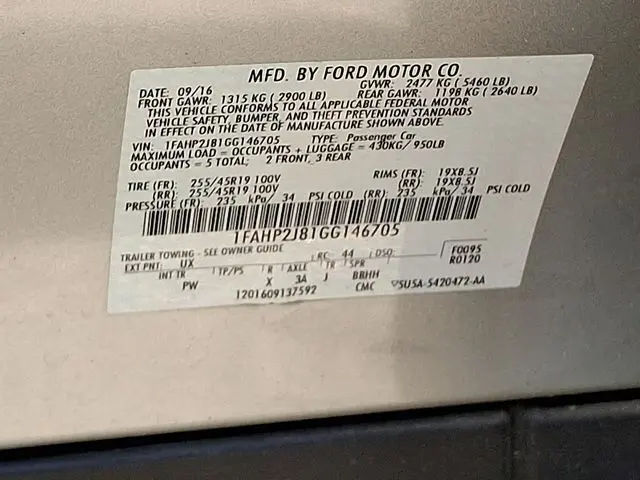 MFD. BY FORD MOTOR CO.
DATE: 09/16 GVWR: 2477 KG ( 5460 LB)
FRONT GAWR: 1315 KG ( 2900 LB) REAR GAWR: 1198 KG ( 2640 LB)
THIS VEHICLE CONFORMS TO ALL APPLICABLE FEDERAL MOTOR
VEHICLE SAFETY, BUMPER, AND THEFT PREVENTION STANDARDS
IN EFFECT ON THE DATE OF MANUFACTURE SHOWN ABOVE.
VIN: 1FAHP2J81GG146705 TYPE: Passenger Car
MAXIMUM LOAD = OCCUPANTS + LUGGAGE = 430KG/ 950LB
OCCUPANTS = 5 TOTAL; 2 FRONT, 3 REAR
TIRE (FR): 255/45R19 100V RIMS (FR): 19X8.5J
(RR): 255/45R19 100V (RR): 19X8.5J
PRESSURE (FR): 235 kPa/ 34 PSI COLD (RR): 235 kPa/ 34 PSI COLD
1FAHP2J81GG146705
TRAILER TOWING - SEE OWNER GUIDE
EXT PNT: UX RC: 44 DSO: F0095
INT TR TP/PS R AXLE TR SPR R0120
PW X 3A J BBHH
1201609137592 CMC ▽SU5A-5420472-AA